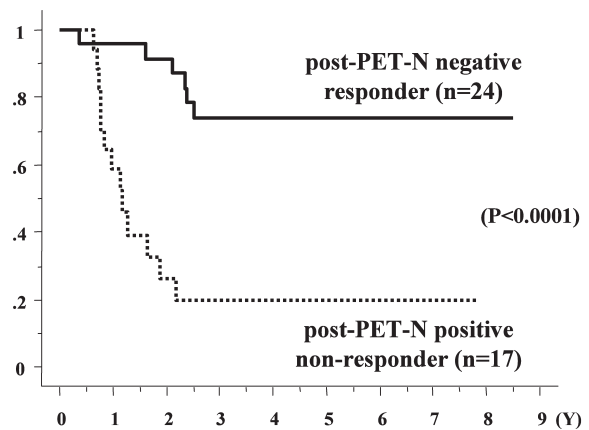 1
post-PET-N negative
responder (n=24)
.8
.6
(P<0.0001)
.4
.2
post-PET-N positive
non-responder (n=17)
0
0 1 2 3 4 5 6 7 8 9 (Y)